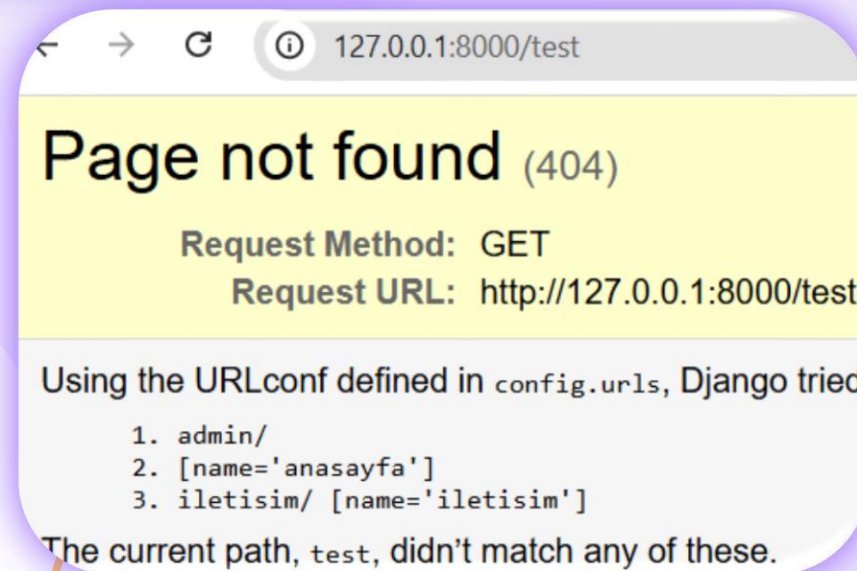 127.0.0.1:8000/test
Page not found (404)
Request Method: GET
Request URL: http://127.0.0.1:8000/test
Using the URLconf defined in config.urls, Django tried
1. admin/
2. [name='anasayfa']
3. iletisim/ [name='iletisim']
The current path, test, didn't match any of these.